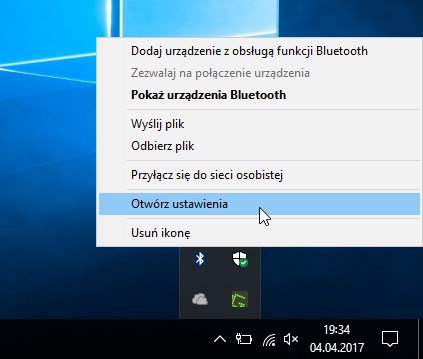 Dodaj urządzenie z obsługą funkcji Bluetooth
Zezwalaj na połączenie urządzenia
Pokaż urządzenia Bluetooth
Wyślij plik
Odbierz plik
Przyłącz się do sieci osobistej
Otwórz ustawienia
Usuń ikonę
19:34
04.04.2017